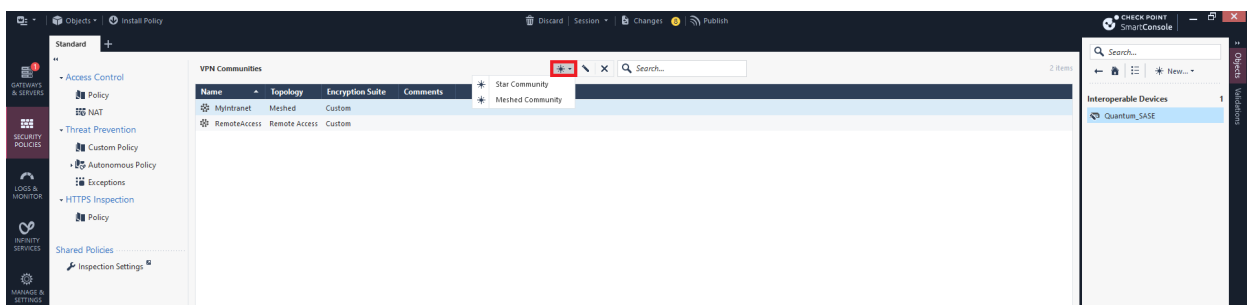 Objects
Install Policy
Discard
Session
Changes
6
Publish
CHECK POINT
SmartConsole
Standard
+
1
GATEWAYS
& SERVERS
SECURITY
POLICIES
LOGS &
MONITOR
INFINITY
SERVICES
MANAGE &
SETTINGS
Access Control
Policy
NAT
Threat Prevention
Custom Policy
Autonomous Policy
Exceptions
HTTPS Inspection
Policy
Shared Policies
Inspection Settings
VPN Communities
Search...
2 items
Star Community
Meshed Community
Name Topology Encryption Suite Comments
MyIntranet Meshed Custom
RemoteAccess Remote Access Custom
Search...
New...
Interoperable Devices 1
Quantum_SASE
Objects
Validations